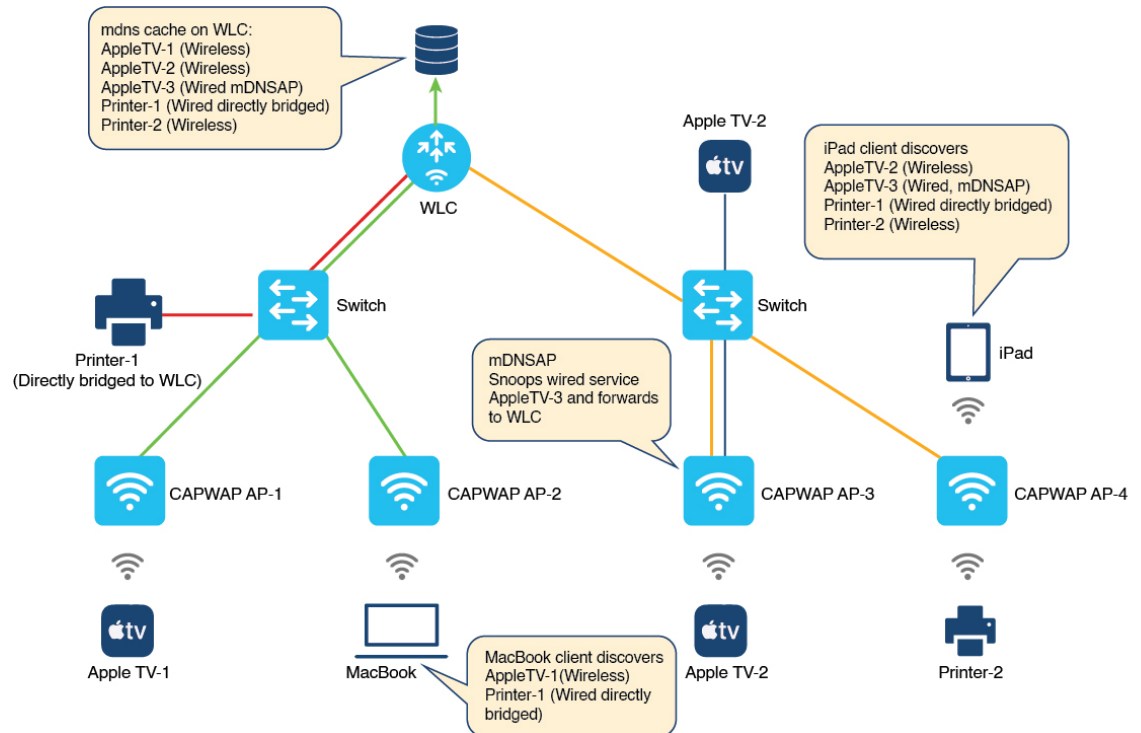 mdns cache on WLC:
AppleTV-1 (Wireless)
AppleTV-2 (Wireless)
AppleTV-3 (Wired mDNSAP)
Printer-1 (Wired directly bridged)
Printer-2 (Wireless)
WLC
Apple TV-2
tv
iPad client discovers
AppleTV-2 (Wireless)
AppleTV-3 (Wired, mDNSAP)
Printer-1 (Wired directly bridged)
Printer-2 (Wireless)
Switch
Switch
Printer-1
(Directly bridged to WLC)
iPad
mDNSAP
Snoops wired service
AppleTV-3 and forwards
to WLC
CAPWAP AP-1
CAPWAP AP-2
CAPWAP AP-3
CAPWAP AP-4
tv
Apple TV-1
MacBook
MacBook client discovers
AppleTV-1(Wireless)
Printer-1 (Wired directly
bridged)
tv
Apple TV-2
Printer-2